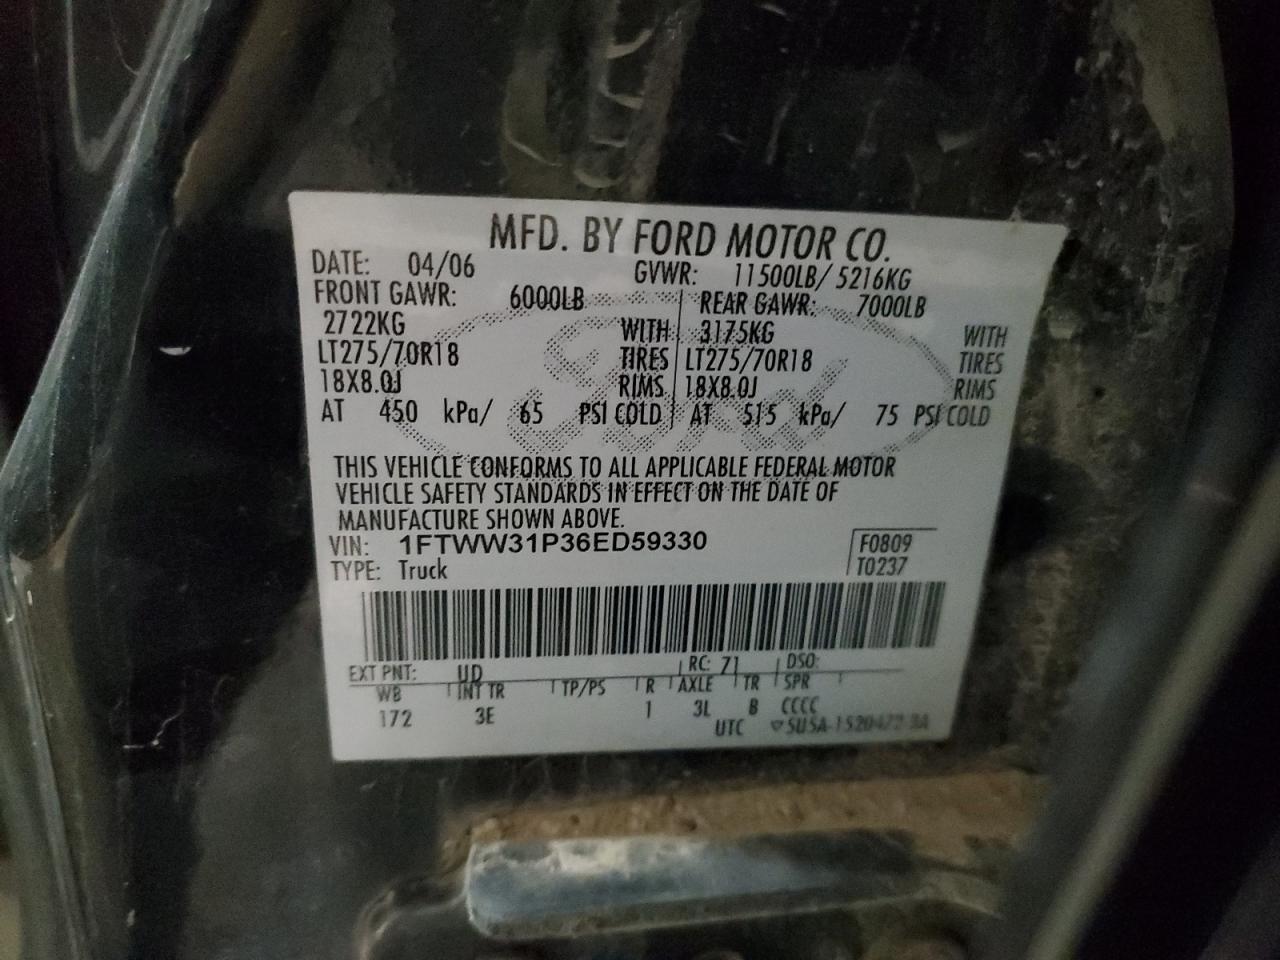 MFD. BY FORD MOTOR CO.
DATE: 04/06 GVWR: 11500LB/ 5216KG
FRONT GAWR: 6000LB REAR GAWR: 7000LB
2722KG WITH 3175KG WITH
LT275/70R18 TIRES LT275/70R18 TIRES
18X8.0J RIMS 18X8.0J RIMS
AT 450 kPa/ 65 PSI COLD AT 515 kPa/ 75 PSI COLD
THIS VEHICLE CONFORMS TO ALL APPLICABLE FEDERAL MOTOR
VEHICLE SAFETY STANDARDS IN EFFECT ON THE DATE OF
MANUFACTURE SHOWN ABOVE.
VIN: 1FTWW31P36ED59330
F0809
TYPE: Truck
T0237
EXT PNT: UD RC: 71 DSO:
WB INT TR TP/PS R AXLE TR SPR
172 3E 1 3L B CCCC
UTC